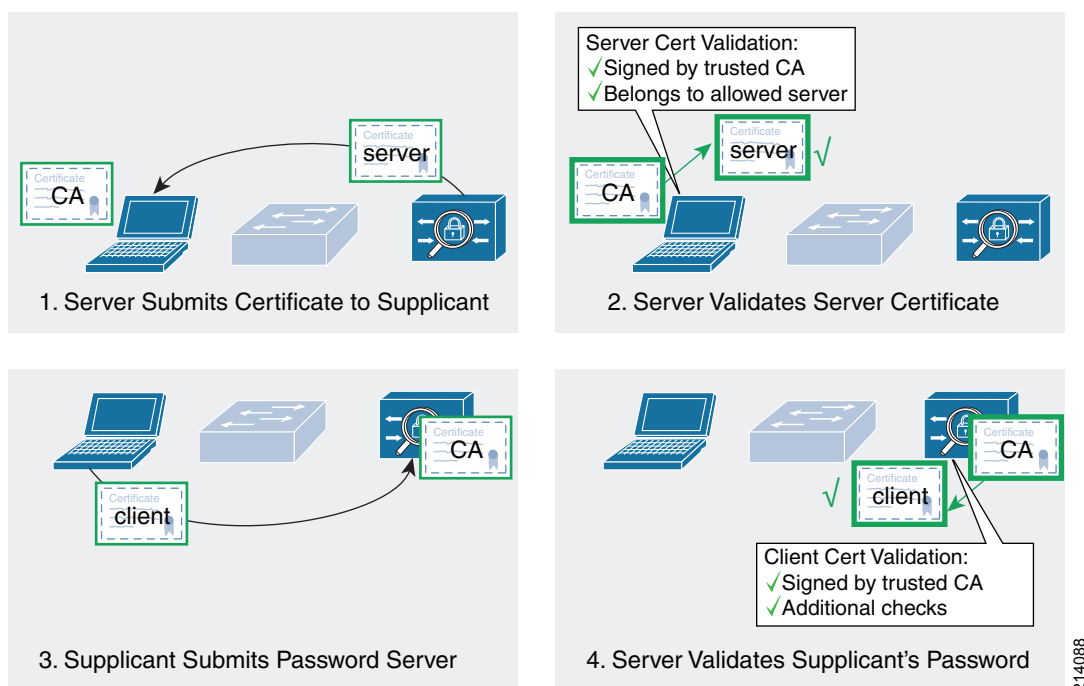 Certificate
CA
Certificate
server
1. Server Submits Certificate to Supplicant
Server Cert Validation:
✓Signed by trusted CA
✓Belongs to allowed server
Certificate
server
√
Certificate
CA
2. Server Validates Server Certificate
Certificate
CA
Certificate
client
3. Supplicant Submits Password Server
Certificate
CA
√
Certificate
client
Client Cert Validation:
✓Signed by trusted CA
✓Additional checks
4. Server Validates Supplicant's Password
214088